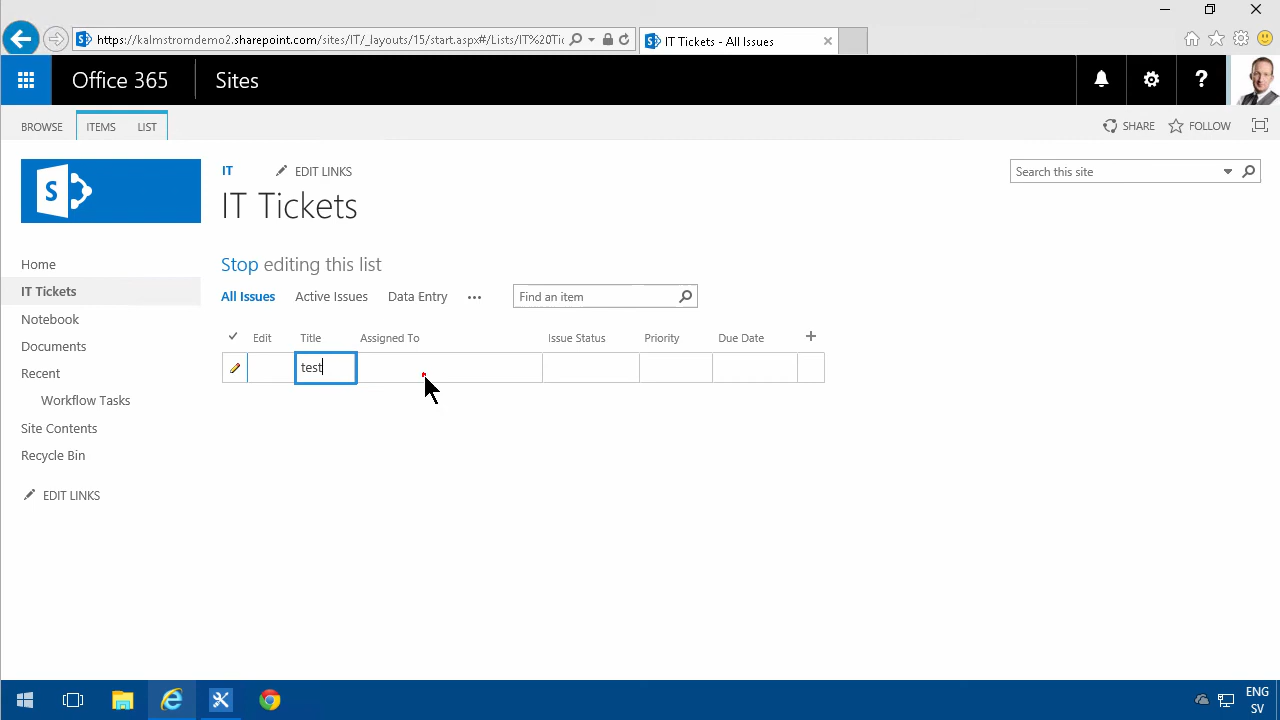 https://kalmstromdemo2.sharepoint.com/sites/IT/_layouts/15/start.aspx#/Lists/IT%20Tic
IT Tickets - All Issues
Office 365
Sites
BROWSE
ITEMS
LIST
SHARE
FOLLOW
S
IT
EDIT LINKS
Search this site
IT Tickets
Home
IT Tickets
Notebook
Documents
Recent
Workflow Tasks
Site Contents
Recycle Bin
EDIT LINKS
Stop editing this list
All Issues
Active Issues
Data Entry
Find an item
Edit
Title
Assigned To
Issue Status
Priority
Due Date
test
ENG
SV